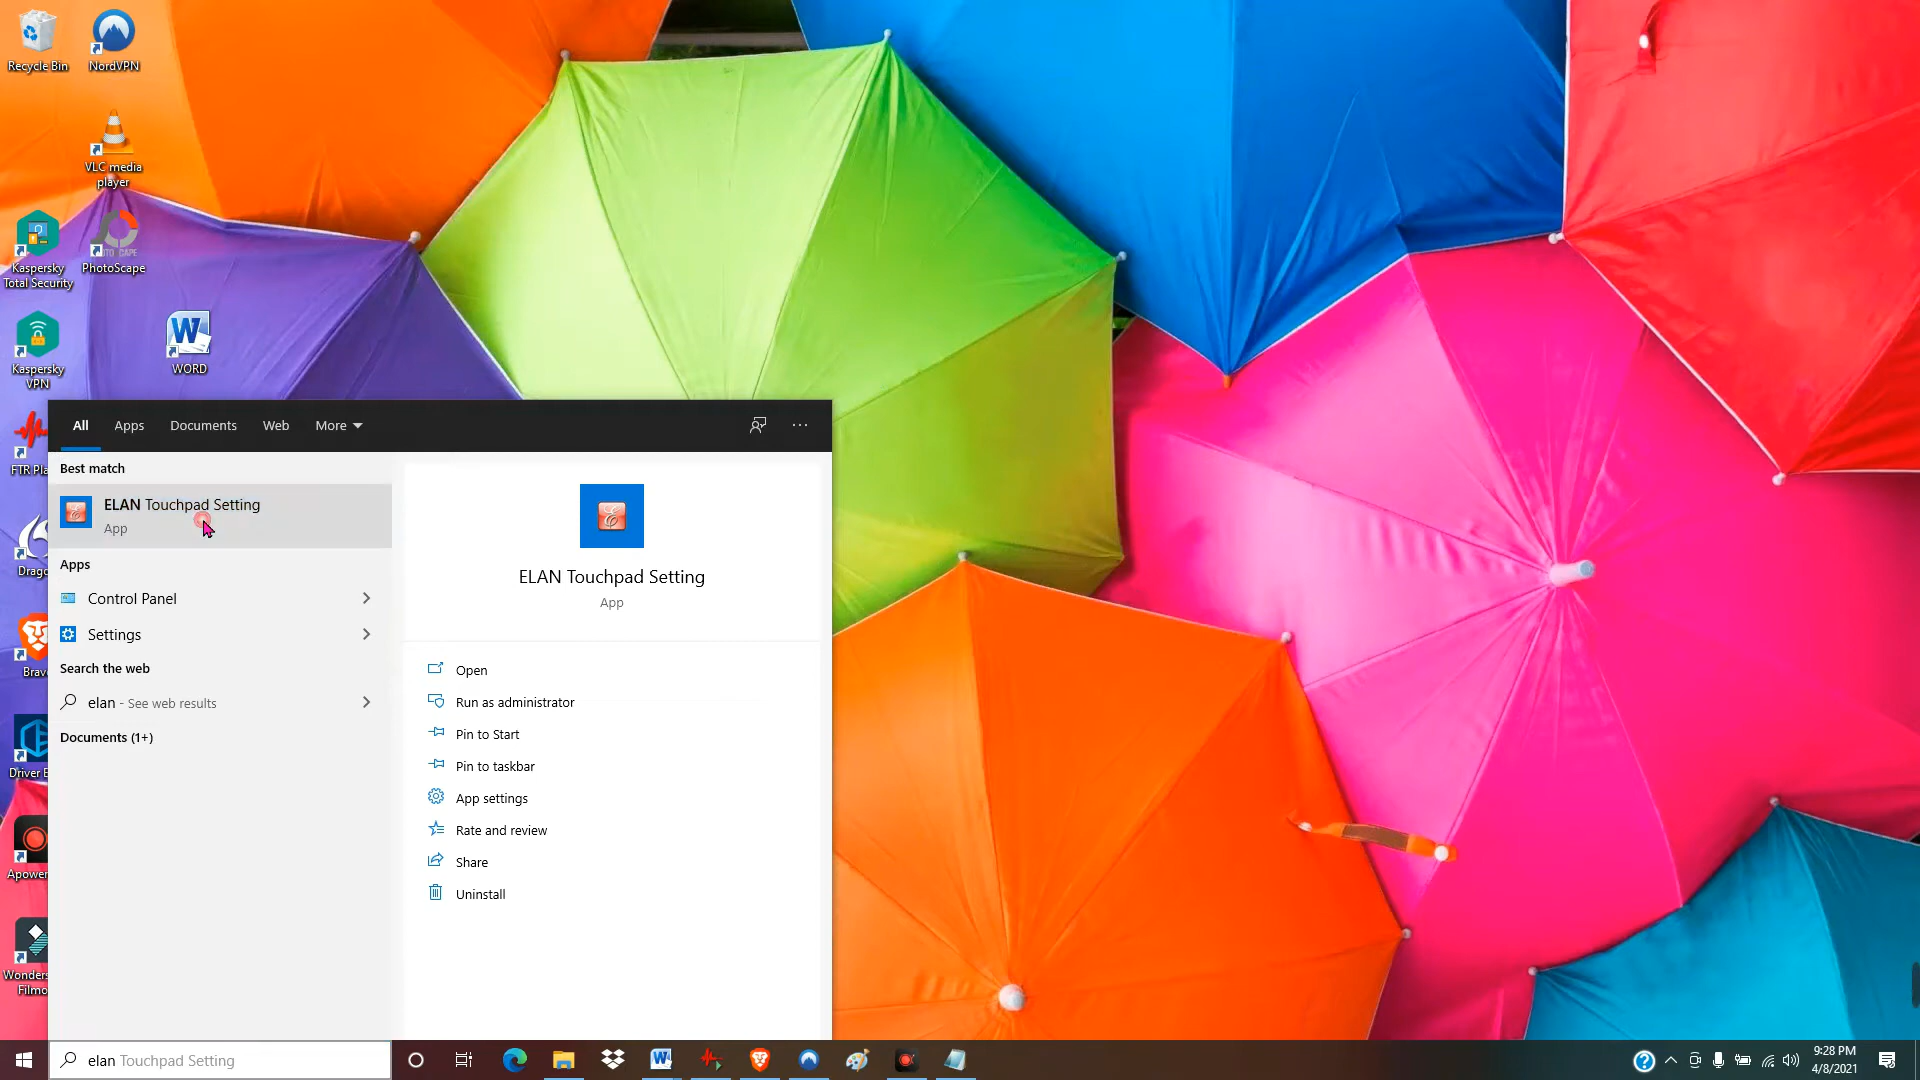 Recycle Bin
NordVPN
VLC media
player
Kaspersky
Total Security
PhotoScape
Kaspersky
VPN
WORD
FTR Pla
Drago
Brav
Driver E
Apower
Wonders
Filmo
All
Apps
Documents
Web
More
Best match
ELAN Touchpad Setting
App
Apps
Control Panel
Settings
Search the web
elan - See web results
Documents (1+)
ELAN Touchpad Setting
App
Open
Run as administrator
Pin to Start
Pin to taskbar
App settings
Rate and review
Share
Uninstall
elan Touchpad Setting
9:28 PM
4/8/2021